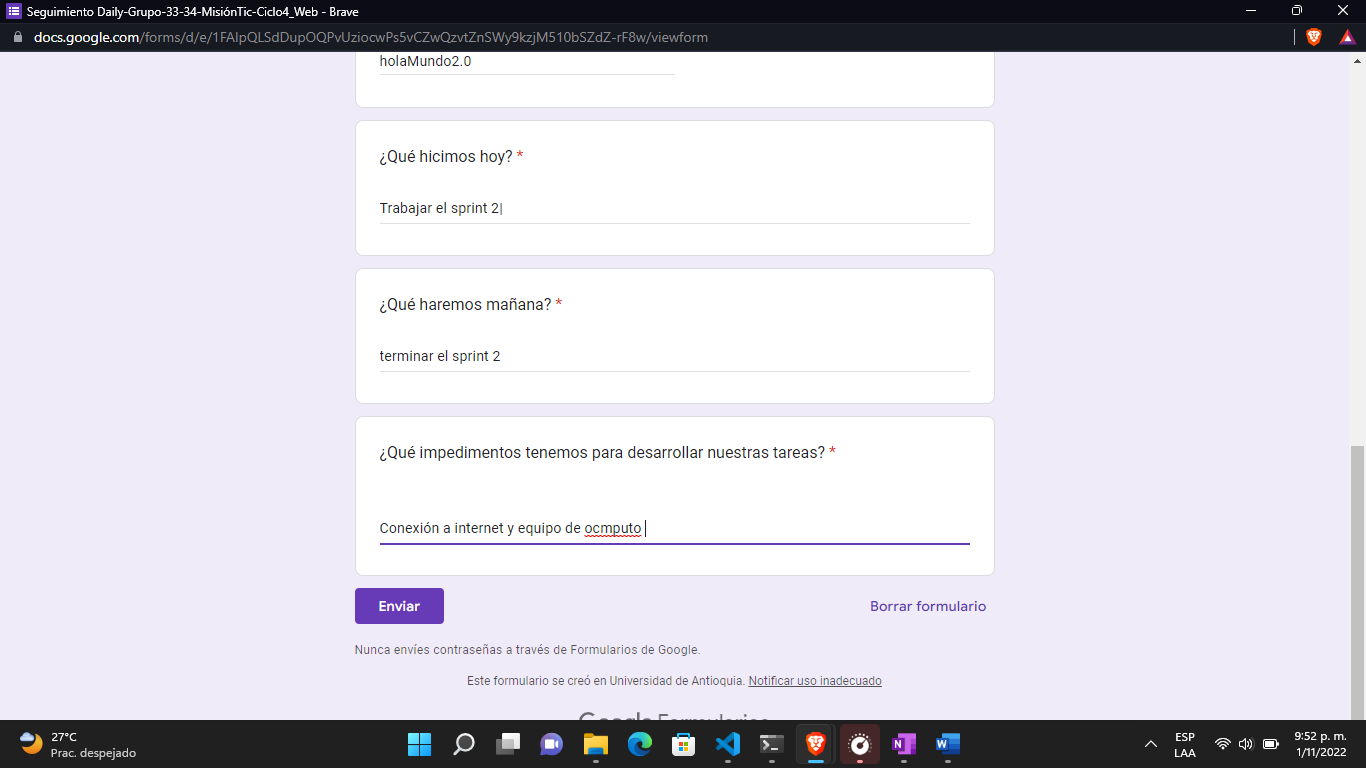 Seguimiento Daily-Grupo-33-34-MisiónTic-Ciclo4_Web - Brave
docs.google.com/forms/d/e/1FAIpQLSdDupOQPvUziocwPs5vCZwQzvtZnSWy9kzjM510bSZdZ-rF8w/viewform
holaMundo2.0
¿Qué hicimos hoy? *
Trabajar el sprint 2|
¿Qué haremos mañana? *
terminar el sprint 2
¿Qué impedimentos tenemos para desarrollar nuestras tareas? *
Conexión a internet y equipo de ocmputo
Enviar
Borrar formulario
Nunca envíes contraseñas a través de Formularios de Google.
Este formulario se creó en Universidad de Antioquia. Notificar uso inadecuado
Google Formularios
27°C
Prac. despejado
ESP
LAA
9:52 p. m.
1/11/2022